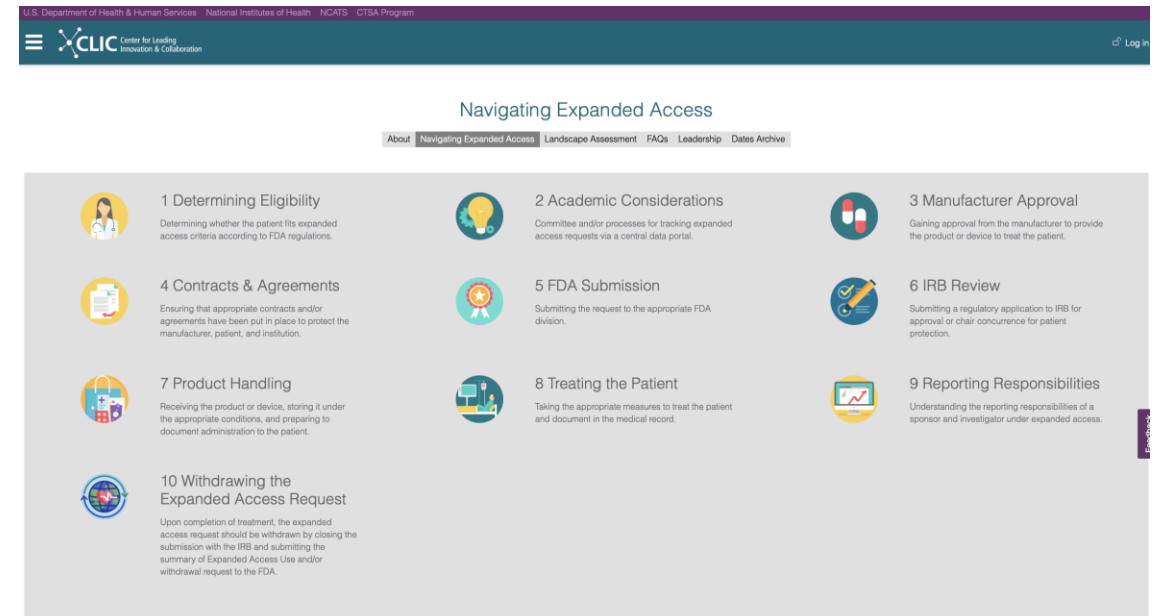 U.S. Department of Health & Human Services National Institutes of Health NCATS CTSA Program
CLIC Center for Leading
Innovation & Collaboration
Log in
Navigating Expanded Access
About Navigating Expanded Access Landscape Assessment FAQs Leadership Dates Archive
1 Determining Eligibility
Determining whether the patient fits expanded
access criteria according to FDA regulations.
2 Academic Considerations
Committee and/or processes for tracking expanded
access requests via a central data portal.
3 Manufacturer Approval
Gaining approval from the manufacturer to provide
the product or device to treat the patient.
4 Contracts & Agreements
Ensuring that appropriate contracts and/or
agreements have been put in place to protect the
manufacturer, patient, and institution.
5 FDA Submission
Submitting the request to the appropriate FDA
division.
6 IRB Review
Submitting a regulatory application to IRB for
approval or chair concurrence for patient
protection.
7 Product Handling
Receiving the product or device, storing it under
the appropriate conditions, and preparing to
document administration to the patient.
8 Treating the Patient
Taking the appropriate measures to treat the patient
and document in the medical record.
9 Reporting Responsibilities
Understanding the reporting responsibilities of a
sponsor and investigator under expanded access.
Feedback
10 Withdrawing the
Expanded Access Request
Upon completion of treatment, the expanded
access request should be withdrawn by closing the
submission with the IRB and submitting the
summary of Expanded Access Use and/or
withdrawal request to the FDA.